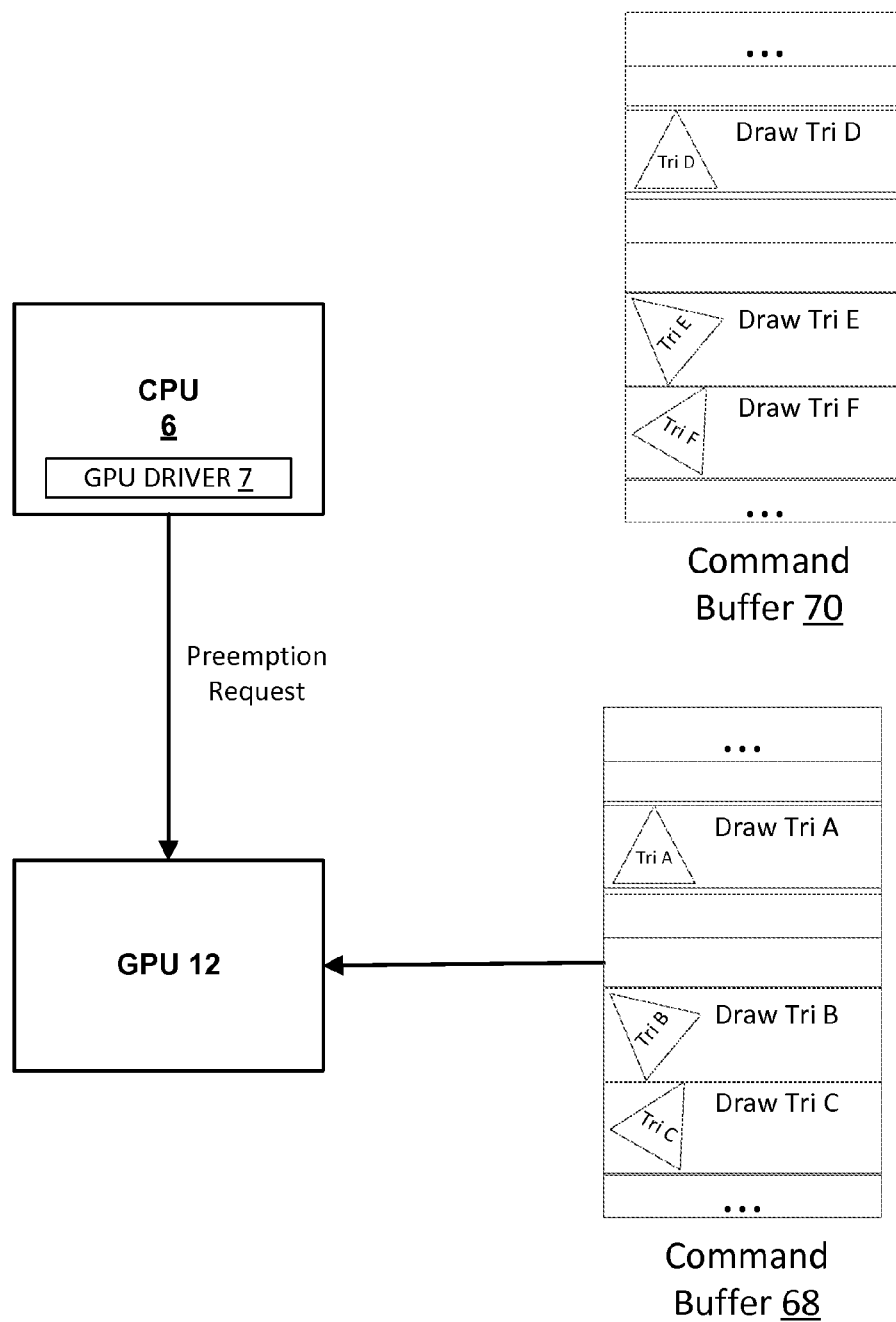 ...
Draw Tri D
Tri D
Draw Tri E
Tri E
Draw Tri F
Tri F
...
Command
Buffer 70
CPU
6
GPU DRIVER 7
Preemption
Request
GPU 12
...
Draw Tri A
Tri A
Draw Tri B
Tri B
Draw Tri C
Tri C
...
Command
Buffer 68